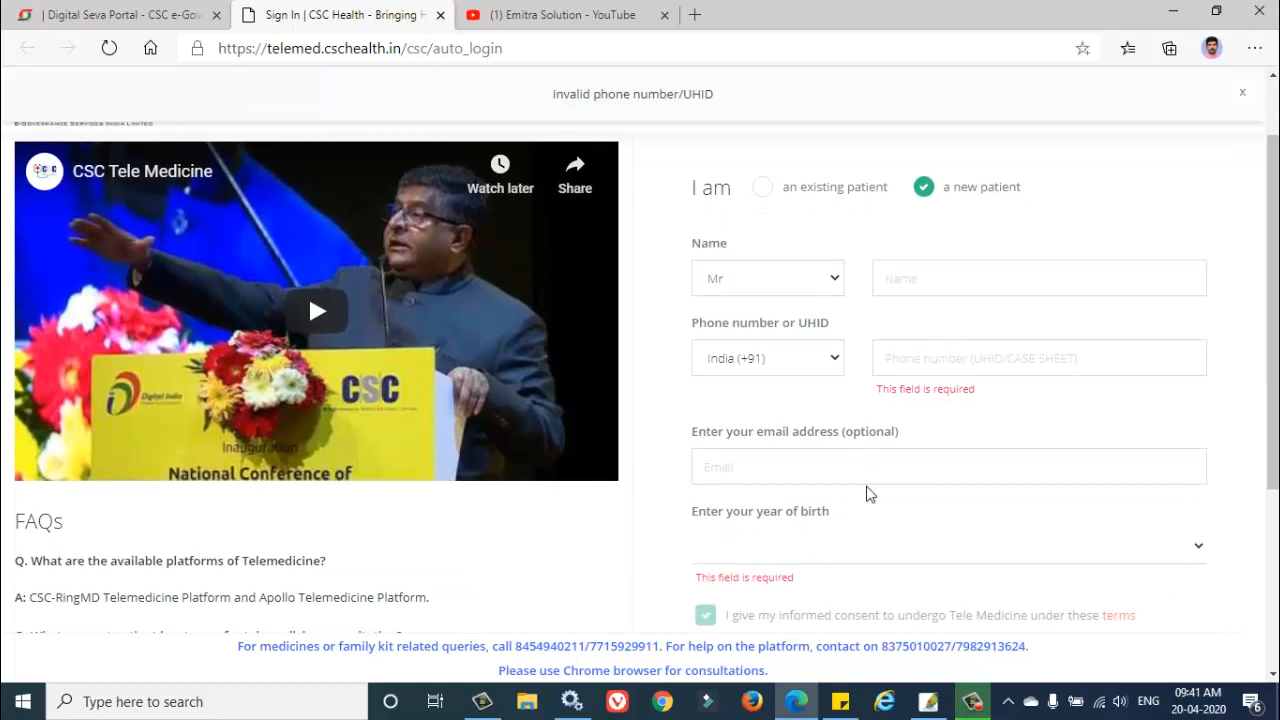 Digital Seva Portal - CSC e-Gov
Sign In | CSC Health - Bringing H
(1) Emitra Solution - YouTube
https://telemed.cschealth.in/csc/auto_login
Invalid phone number/UHID
E-GOVERNANCE SERVICES INDIA LIMITED
CSC Tele Medicine
Watch later
Share
Digital India
CSC
Inauguration
National Conference of
I am
an existing patient
a new patient
Name
Mr
Name
Phone number or UHID
India (+91)
Phone number (UHID/CASE SHEET)
This field is required
Enter your email address (optional)
Email
Enter your year of birth
This field is required
I give my informed consent to undergo Tele Medicine under these terms
FAQs
Q. What are the available platforms of Telemedicine?
A: CSC-RingMD Telemedicine Platform and Apollo Telemedicine Platform.
For medicines or family kit related queries, call 8454940211/7715929911. For help on the platform, contact on 8375010027/7982913624.
Please use Chrome browser for consultations.
Type here to search
ENG
09:41 AM
20-04-2020
6